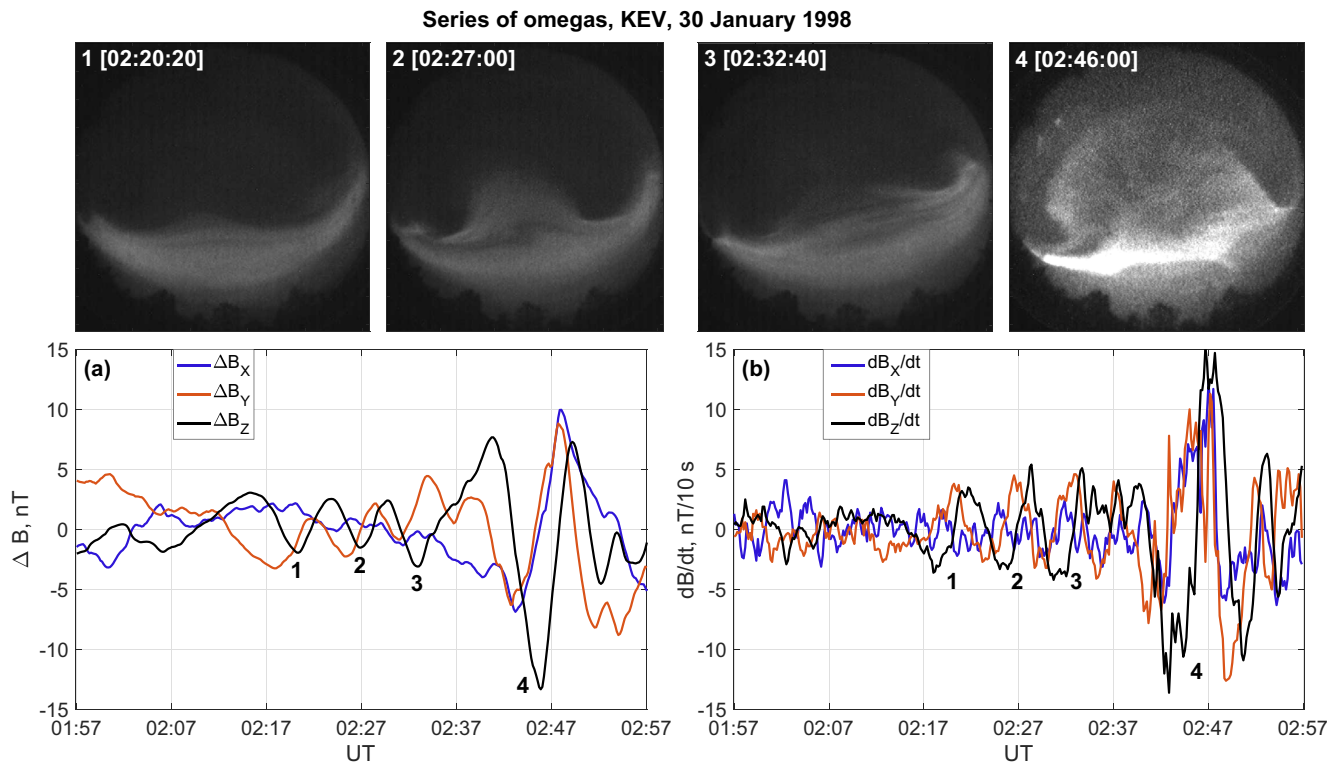 Series of omegas, KEV, 30 January 1998
1 [02:20:20]
2 [02:27:00]
3 [02:32:40]
4 [02:46:00]
(a)
ΔB_X
ΔB_Y
ΔB_Z
15
10
5
0
-5
-10
-15
Δ B, nT
1
2
3
4
01:57 02:07 02:17 02:27 02:37 02:47 02:57
UT
(b)
dB_X/dt
dB_Y/dt
dB_Z/dt
15
10
5
0
-5
-10
-15
dB/dt, nT/10 s
1
2
3
4
01:57 02:07 02:17 02:27 02:37 02:47 02:57
UT